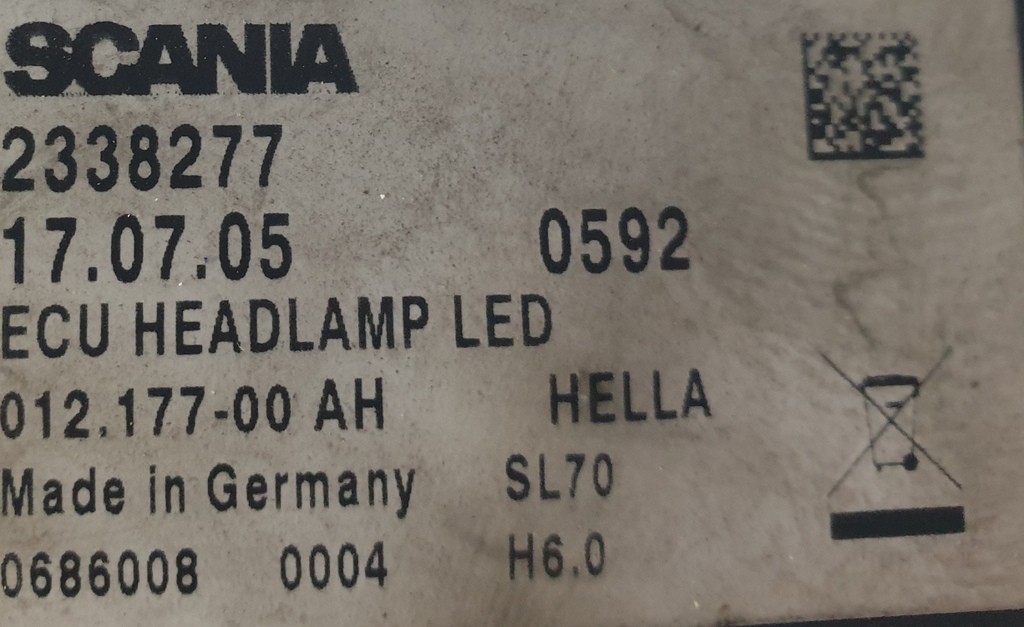 SCANIA
2338277
17.07.05 0592
ECU HEADLAMP LED
012.177-00 AH HELLA
Made in Germany SL70
0686008 0004 H6.0